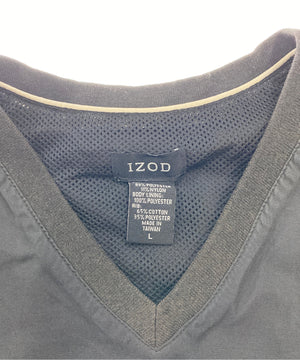 IZOD
POLYESTER
NYLON
BODY LINING:
100% POLYESTER
RIB:
65% COTTON
35% POLYESTER
MADE IN
TAIWAN
L